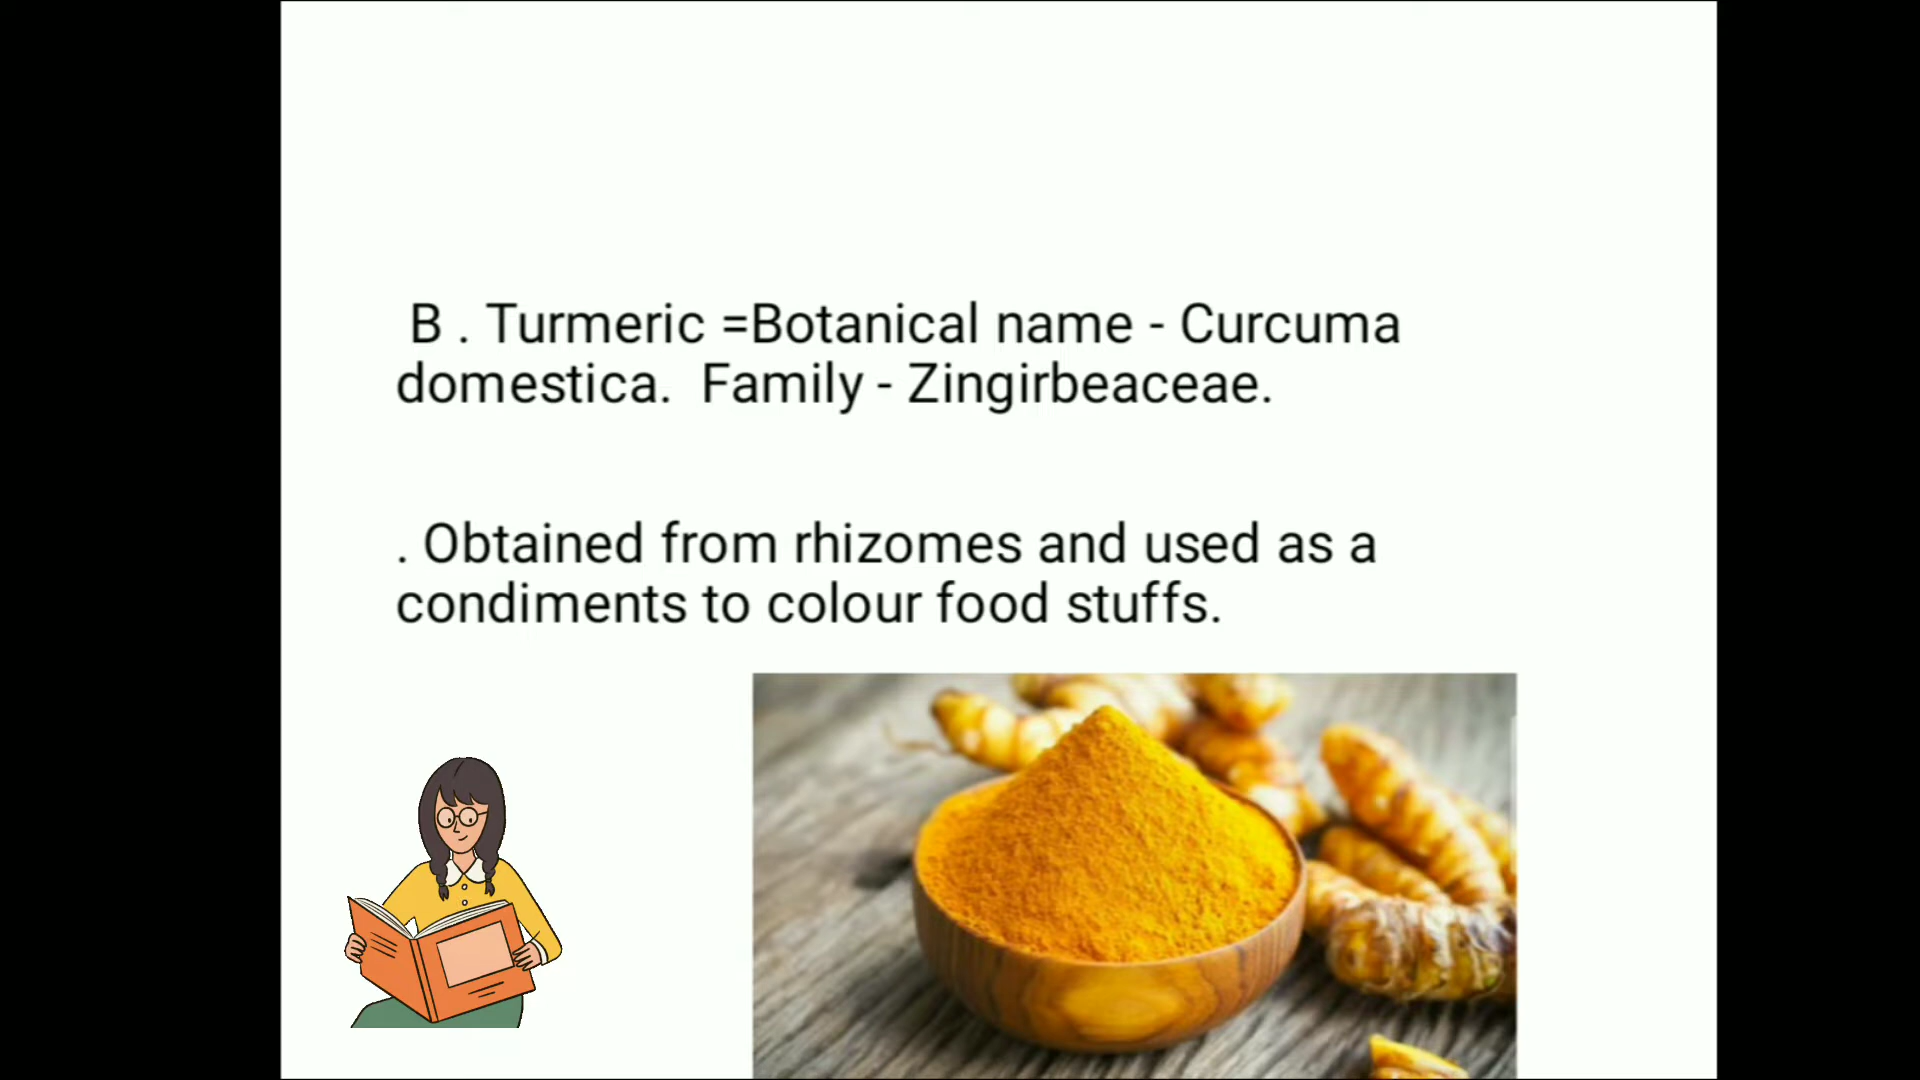 B . Turmeric =Botanical name - Curcuma
domestica.  Family - Zingirbeaceae.
. Obtained from rhizomes and used as a
condiments to colour food stuffs.